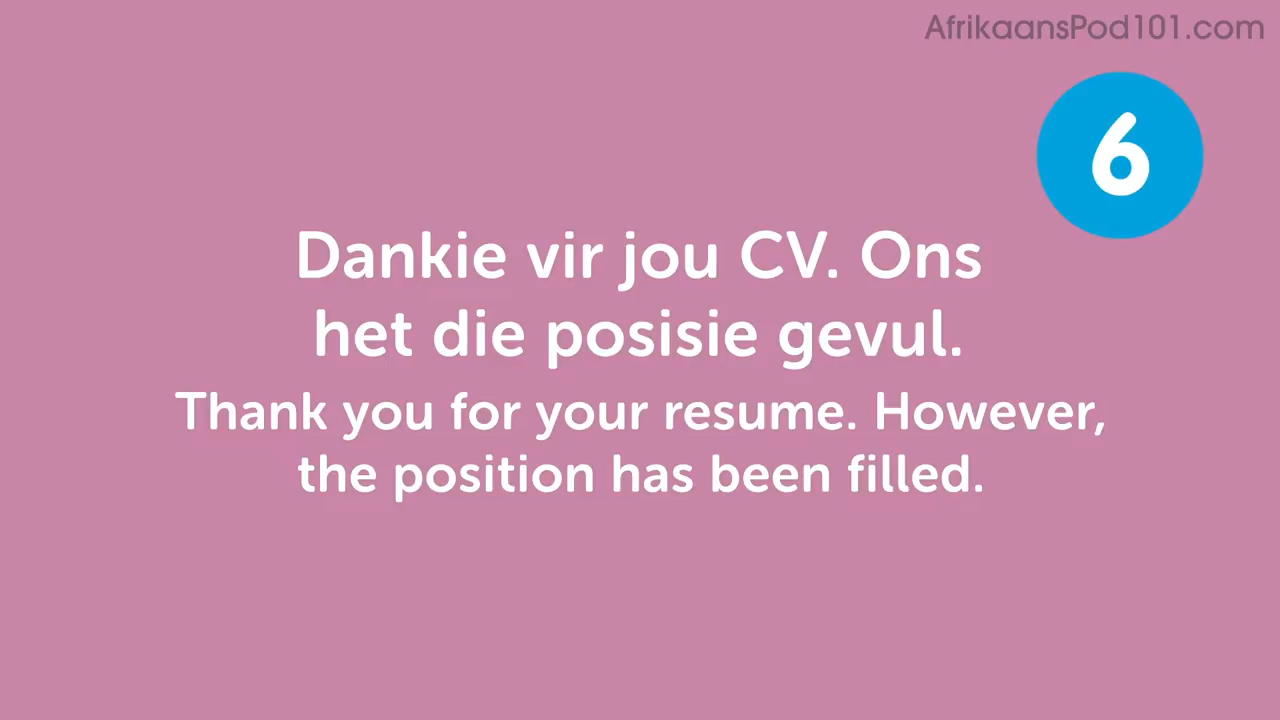 AfrikaansPod101.com
6
Dankie vir jou CV. Ons
het die posisie gevul.
Thank you for your resume. However,
the position has been filled.